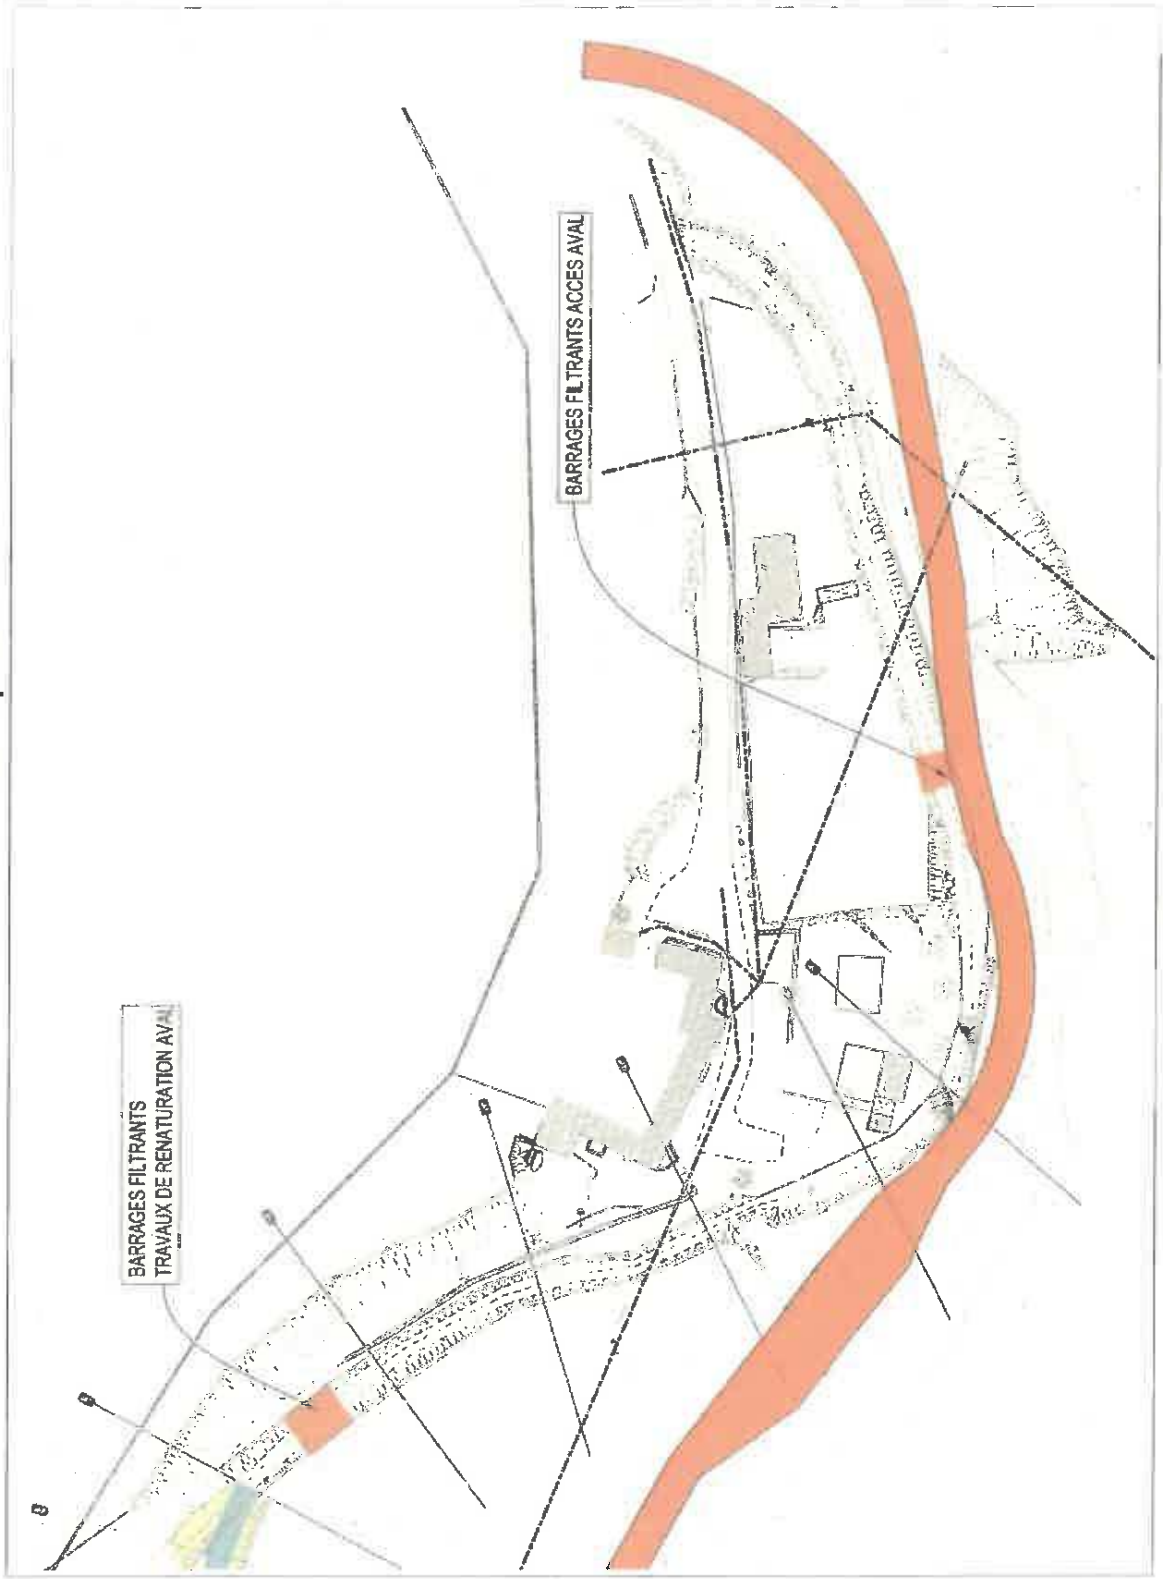 BARRAGES FILTRANTS ACCES AVAL
BARRAGES FILTRANTS
TRAVAUX DE RENATURATION AVAL